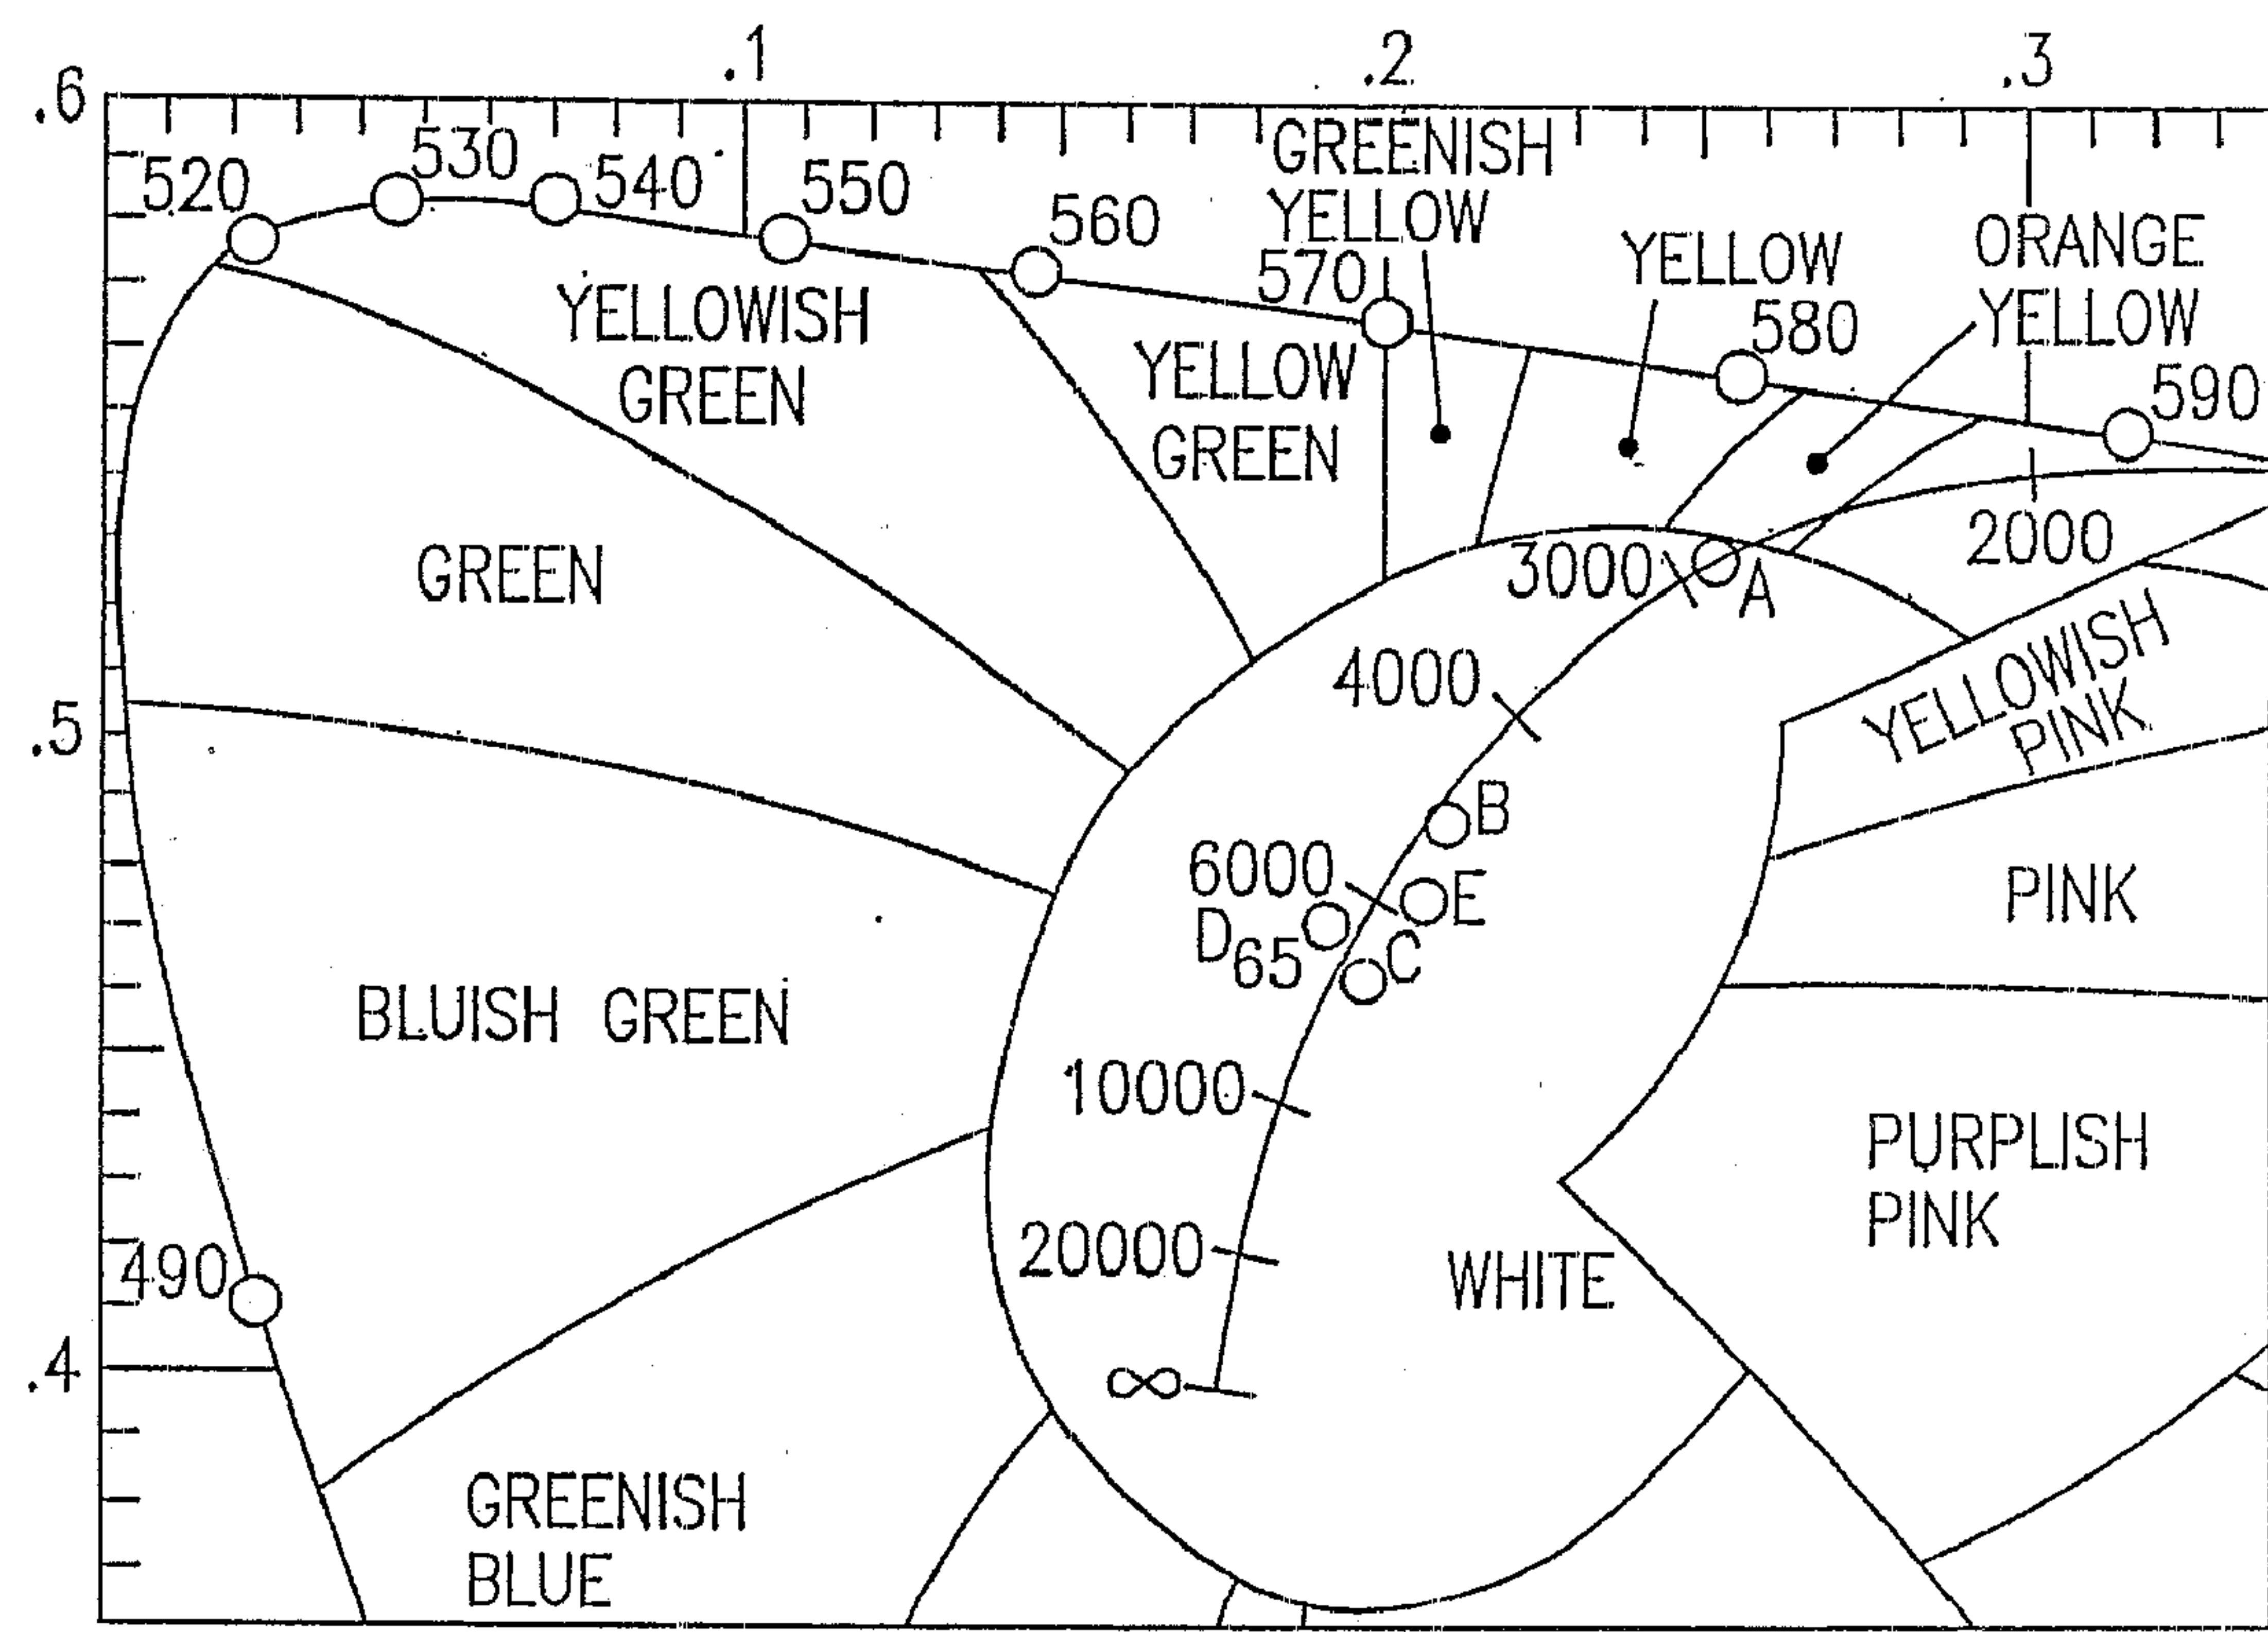 .1
.2
.3
.6
520
530
540
550
560
GREENISH
YELLOW
570
YELLOW
580
ORANGE
YELLOW
590
YELLOWISH
GREEN
YELLOW
GREEN
GREEN
3000
A
2000
4000
YELLOWISH
PINK
.5
B
6000
E
D65
C
PINK
BLUISH GREEN
10000
PURPLISH
PINK
20000
WHITE
490
.4
∞
GREENISH
BLUE